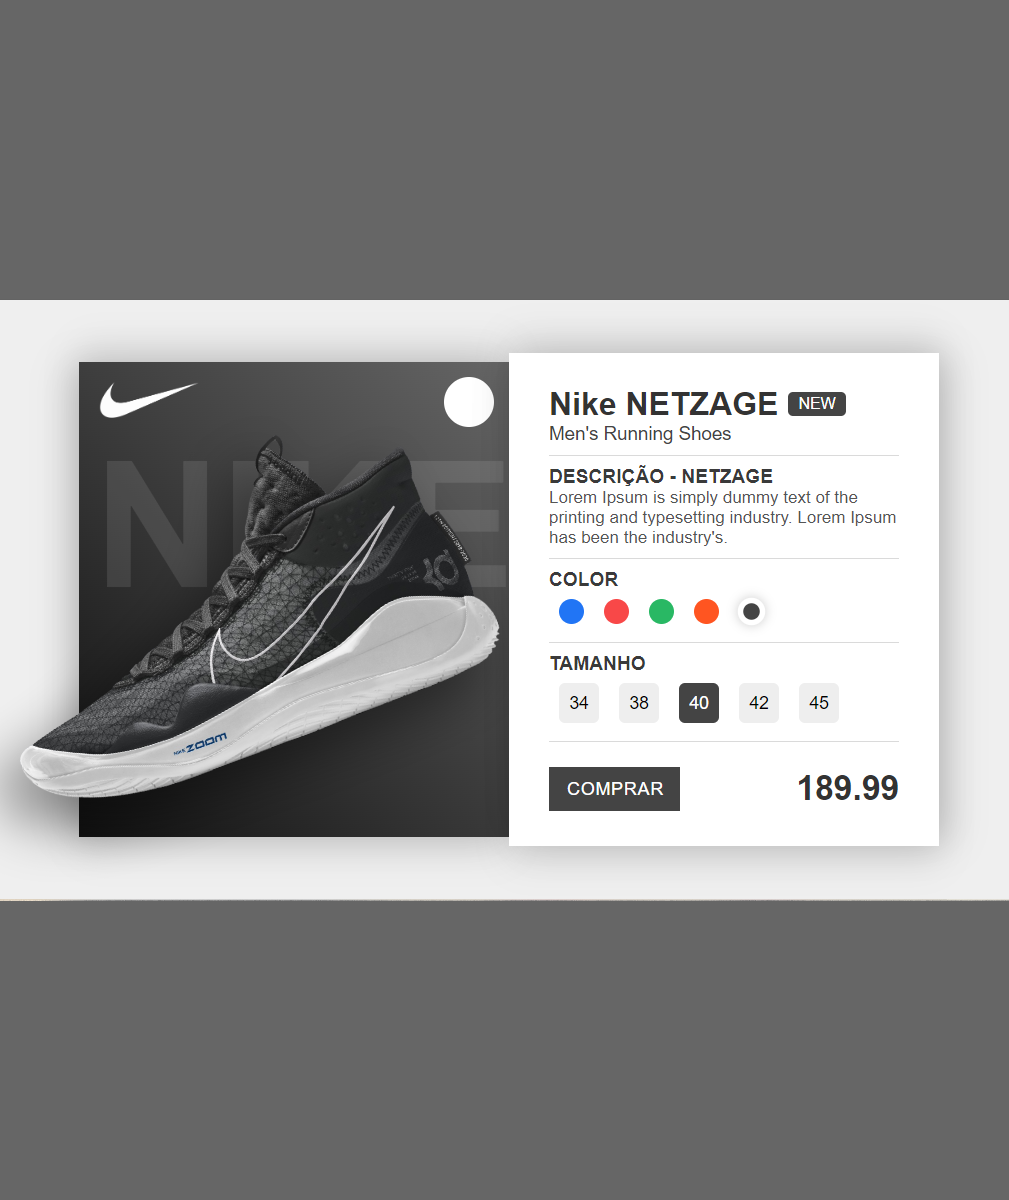 NIKE
NIKE ZOOM
Nike NETZAGE NEW
Men's Running Shoes
DESCRIÇÃO - NETZAGE
Lorem Ipsum is simply dummy text of the
printing and typesetting industry. Lorem Ipsum
has been the industry's.
COLOR
TAMANHO
34 38 40 42 45
COMPRAR 189.99